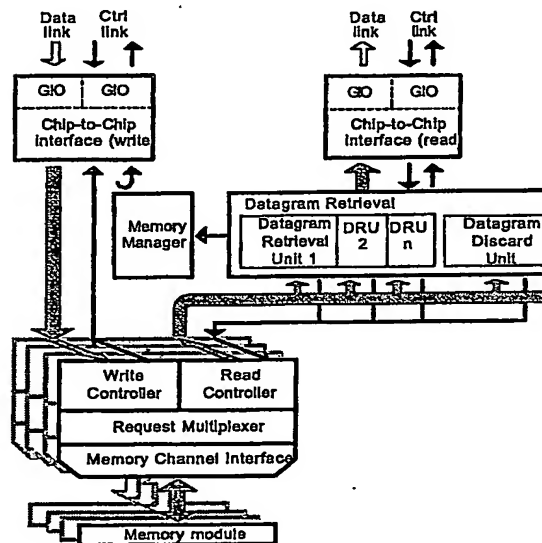 Data link
Ctrl link
Data link
Ctrl link
GIO
GIO
Chip-to-Chip
Interface (write
GIO
GIO
Chip-to-Chip
Interface (read
Memory
Manager
Datagram Retrieval
Datagram
Retrieval
Unit 1
DRU
2
DRU
n
Datagram
Discard
Unit
Write
Controller
Read
Controller
Request Multiplexer
Memory Channel Interface
Memory module